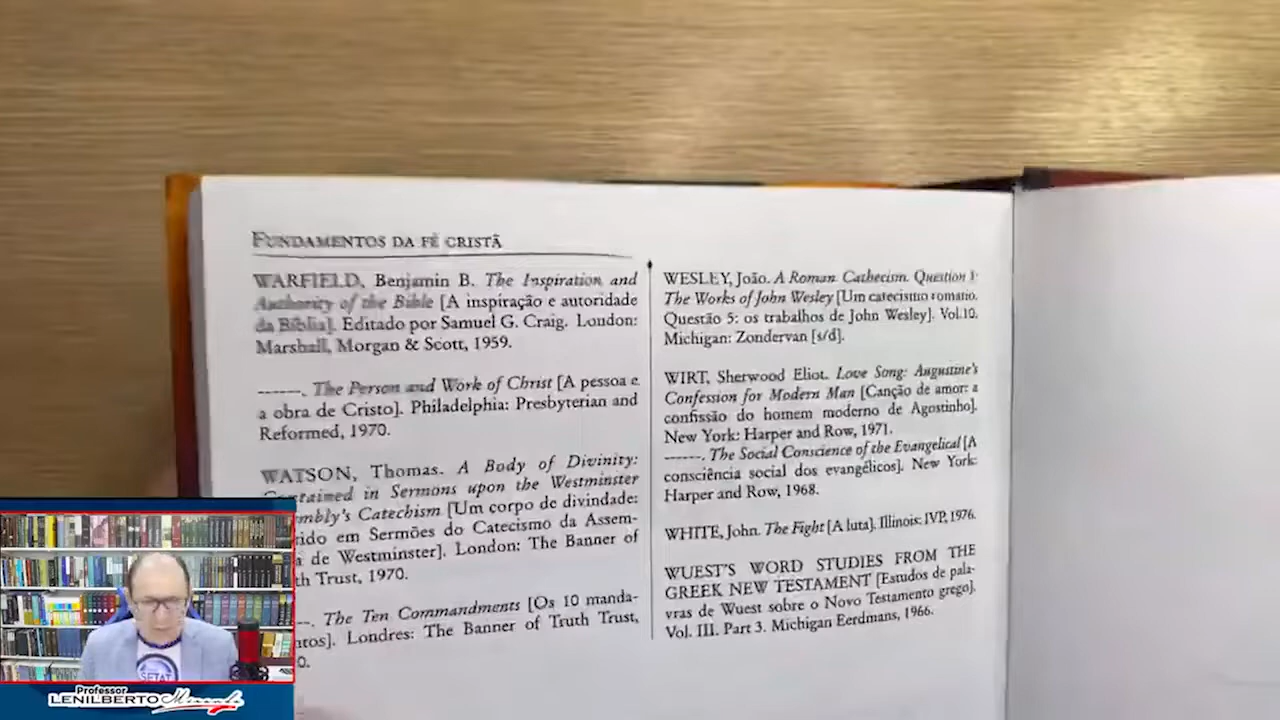 FUNDAMENTOS DA FÉ CRISTÃ
WARFIELD, Benjamin B. The Inspiration and
Authority of the Bible [A inspiração e autoridade
da Bíblia]. Editado por Samuel G. Craig. London:
Marshall, Morgan & Scott, 1959.
------. The Person and Work of Christ [A pessoa e
a obra de Cristo]. Philadelphia: Presbyterian and
Reformed, 1970.
WATSON, Thomas. A Body of Divinity:
Contained in Sermons upon the Westminster
mbly's Catechism [Um corpo de divindade:
ido em Sermões do Catecismo da Assem-
a de Westminster]. London: The Banner of
th Trust, 1970.
--. The Ten Commandments [Os 10 manda-
tos]. Londres: The Banner of Truth Trust,
0.
WESLEY, João. A Roman Cathecism. Question 1:
The Works of John Wesley [Um catecismo romano.
Questão 5: os trabalhos de John Wesley]. Vol.10.
Michigan: Zondervan [s/d].
WIRT, Sherwood Eliot. Love Song: Augustine's
Confession for Modern Man [Canção de amor: a
confissão do homem moderno de Agostinho].
New York: Harper and Row, 1971.
------. The Social Conscience of the Evangelical [A
consciência social dos evangélicos]. New York:
Harper and Row, 1968.
WHITE, John. The Fight [A luta]. Illinois: IVP, 1976.
WUEST'S WORD STUDIES FROM THE
GREEK NEW TESTAMENT [Estudos de pala-
vras de Wuest sobre o Novo Testamento grego].
Vol. III. Part 3. Michigan Eerdmans, 1966.
SETAT
Professor
LENILBERTO Miranda